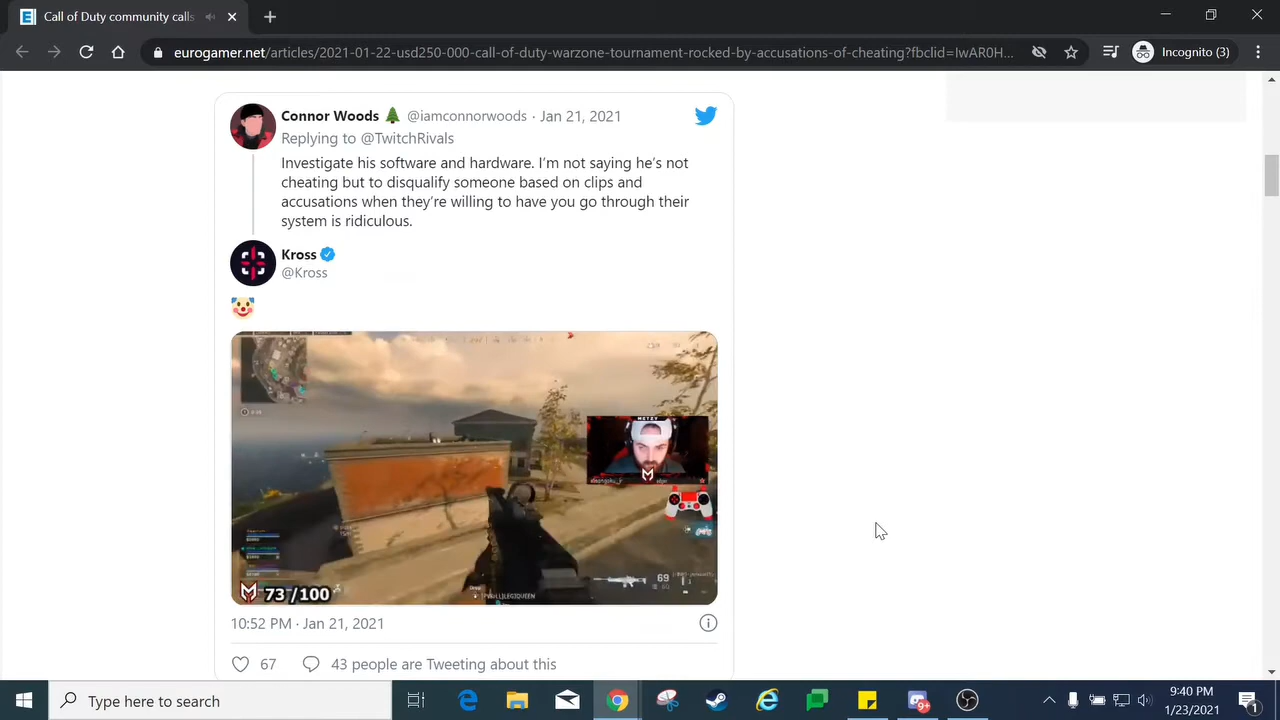 Call of Duty community calls
eurogamer.net/articles/2021-01-22-usd250-000-call-of-duty-warzone-tournament-rocked-by-accusations-of-cheating?fbclid=IwAR0H...
Incognito (3)
Connor Woods 🌲 @iamconnorwoods · Jan 21, 2021
Replying to @TwitchRivals
Investigate his software and hardware. I'm not saying he's not
cheating but to disqualify someone based on clips and
accusations when they're willing to have you go through their
system is ridiculous.
Kross
@Kross
🤡
73 /100
69
10:52 PM · Jan 21, 2021
67
43 people are Tweeting about this
Type here to search
9+
9:40 PM
1/23/2021
1